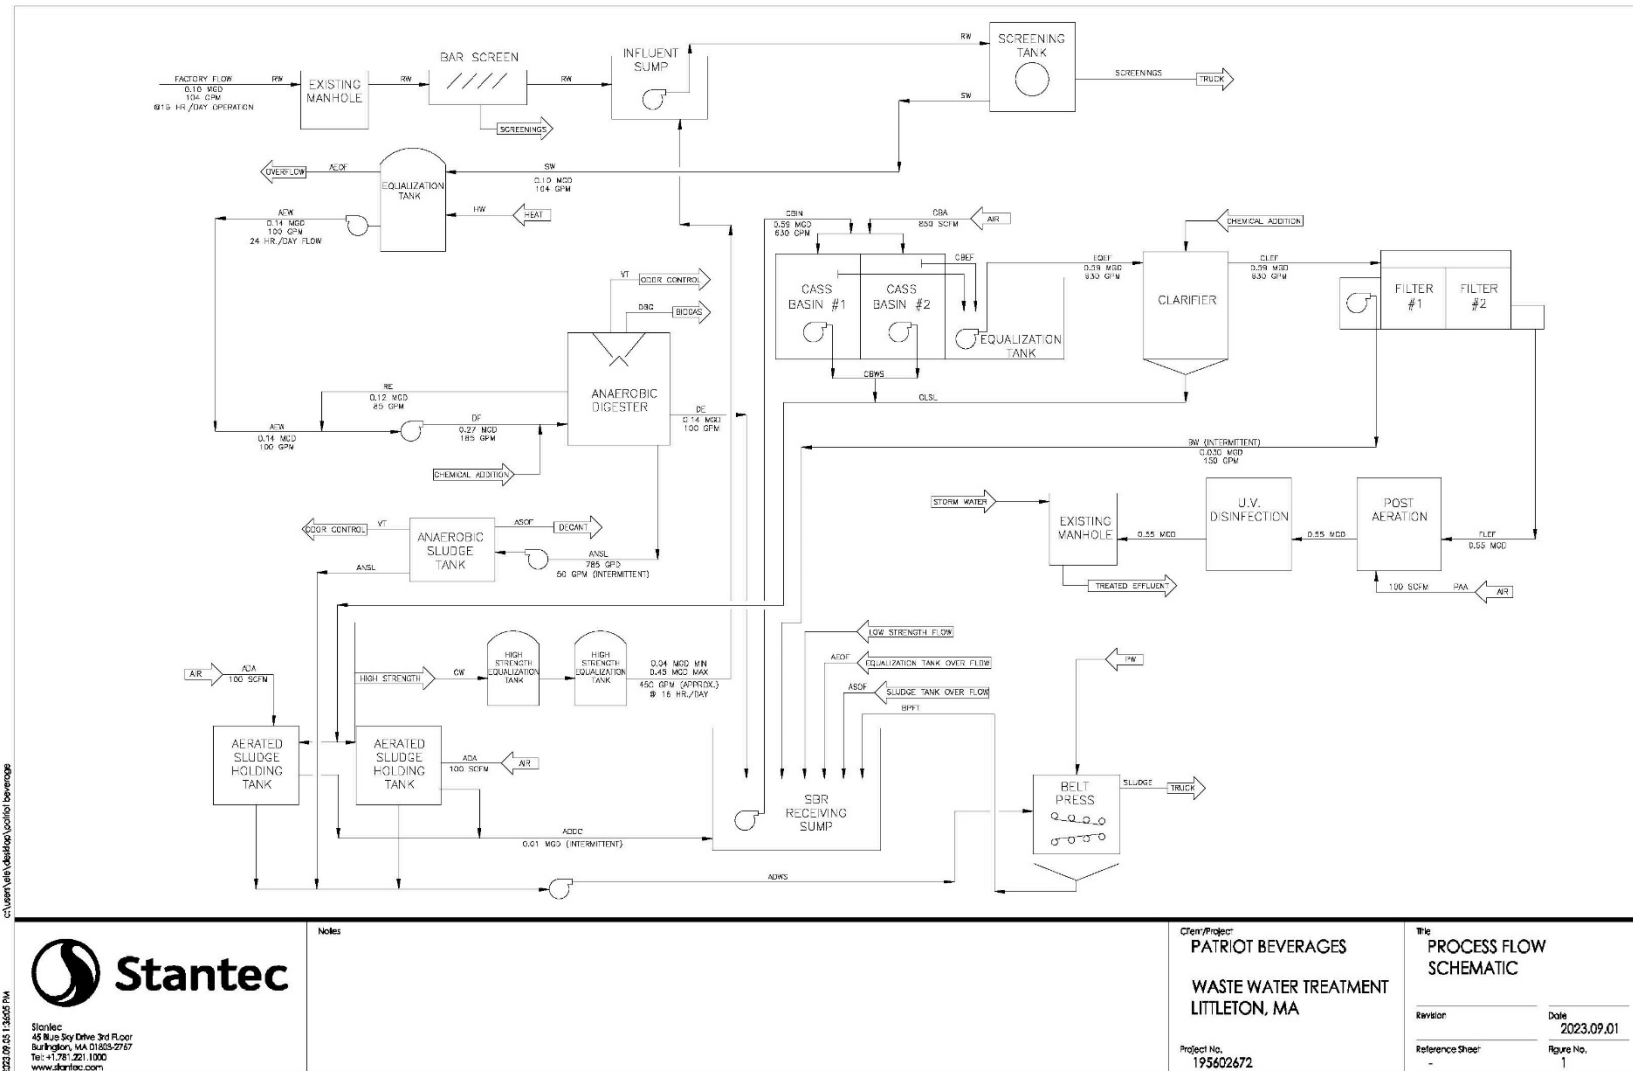 FACTORY FLOW
0.10 MGD
104 GPM
@16 HR./DAY OPERATION
RW
EXISTING
MANHOLE
RW
BAR SCREEN
SCREENINGS
RW
INFLUENT
SUMP
RW
SCREENING
TANK
SCREENINGS
TRUCK
SW
SW
0.10 MGD
104 GPM
OVERFLOW
AEOF
EQUALIZATION
TANK
HW
HEAT
AEW
0.14 MGD
100 GPM
24 HR./DAY FLOW
CBIN
0.59 MGD
630 GPM
CBA
850 SCFM
AIR
CHEMICAL ADDITION
CBEF
CASS
BASIN #1
CASS
BASIN #2
EQUALIZATION
TANK
EQEF
0.59 MGD
630 GPM
CLARIFIER
CLEF
0.59 MGD
630 GPM
FILTER
#1
FILTER
#2
CBWS
CLSL
VT
ODOR CONTROL
DBG
BIOGAS
ANAEROBIC
DIGESTER
RE
0.12 MGD
85 GPM
AEW
0.14 MGD
100 GPM
DF
0.27 MGD
185 GPM
DE
0.14 MGD
100 GPM
CHEMICAL ADDITION
BW (INTERMITTENT)
0.030 MGD
150 GPM
STORM WATER
EXISTING
MANHOLE
0.55 MGD
U.V.
DISINFECTION
0.55 MGD
POST
AERATION
FLEF
0.55 MGD
TREATED EFFLUENT
100 SCFM
PAA
AIR
ODOR CONTROL
VT
ANAEROBIC
SLUDGE
TANK
ASOF
DECANT
ANSL
785 GPD
50 GPM (INTERMITTENT)
ANSL
AIR
ADA
100 SCFM
HIGH STRENGTH
CW
HIGH
STRENGTH
EQUALIZATION
TANK
HIGH
STRENGTH
EQUALIZATION
TANK
0.04 MGD MIN
0.45 MGD MAX
450 GPM (APPROX.)
@ 16 HR./DAY
LOW STRENGTH FLOW
AEOF
EQUALIZATION TANK OVER FLOW
ASOF
SLUDGE TANK OVER FLOW
BPFT
PW
AERATED
SLUDGE
HOLDING
TANK
AERATED
SLUDGE
HOLDING
TANK
ADA
100 SCFM
AIR
SBR
RECEIVING
SUMP
BELT
PRESS
SLUDGE
TRUCK
ADDC
0.01 MGD (INTERMITTENT)
ADWS
c:\users\ele\desktop\patriot beverage
2023.09.05 1:36:05 PM
Stantec
Stantec
45 Blue Sky Drive 3rd Floor
Burlington, MA 01803-2767
Tel: +1.781.221.1000
www.stantec.com
Notes
Client/Project
PATRIOT BEVERAGES
WASTE WATER TREATMENT
LITTLETON, MA
Project No.
195602672
Title
PROCESS FLOW
SCHEMATIC
Revision
Date
2023.09.01
Reference Sheet
-
Figure No.
1